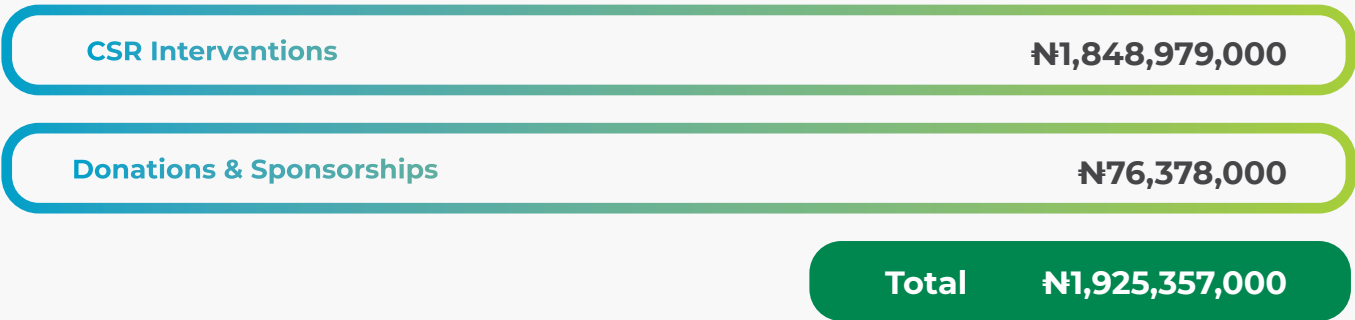 CSR Interventions ₦1,848,979,000
Donations & Sponsorships ₦76,378,000
Total ₦1,925,357,000